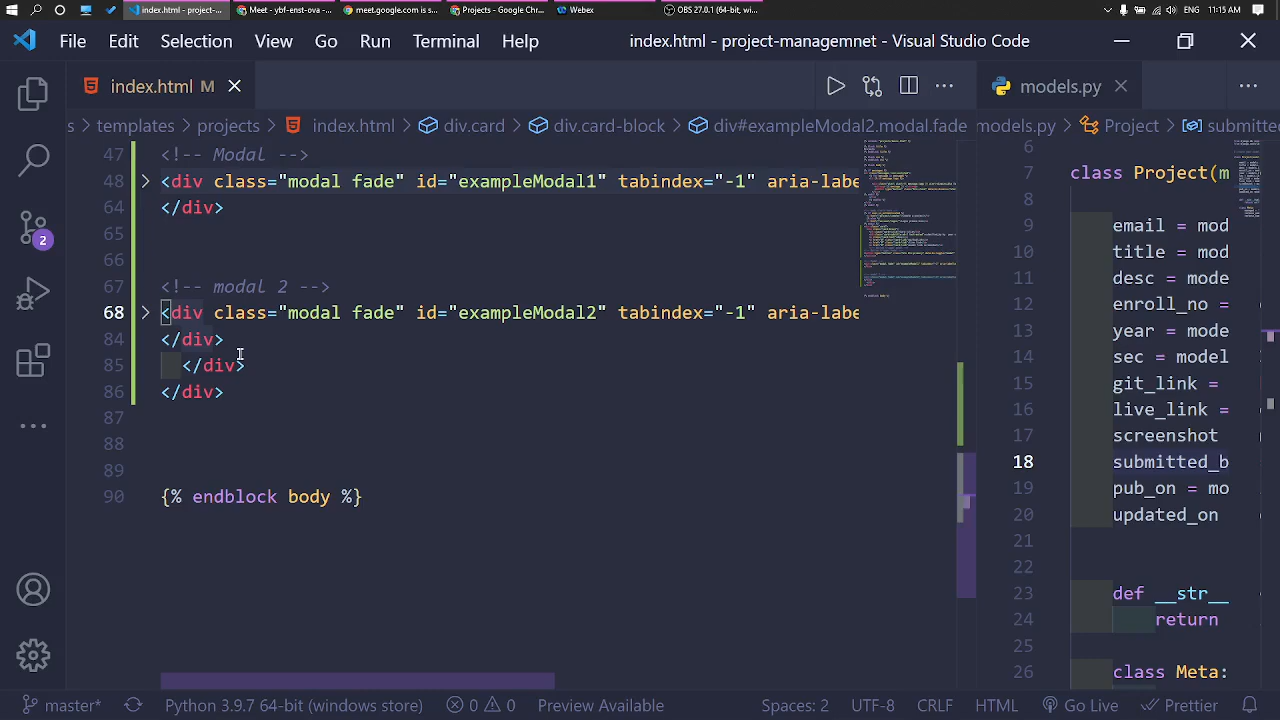 index.html - project-...
Meet - ybf-enst-ova ...
meet.google.com is s...
Projects - Google Chr...
Webex
OBS 27.0.1 (64-bit, w...
ENG
11:15 AM
File Edit Selection View Go Run Terminal Help
index.html - project-managemnet - Visual Studio Code
index.html M
models.py
s > templates > projects > index.html > div.card > div.card-block > div#exampleModal2.modal.fade
models.py > Project > submitted
47 <!-- Modal -->
48 <div class="modal fade" id="exampleModal1" tabindex="-1" aria-labe
64 </div>
65
66
67 <!-- modal 2 -->
68 <div class="modal fade" id="exampleModal2" tabindex="-1" aria-labe
84 </div>
85 </div>
86 </div>
87
88
89
90 {% endblock body %}
6
7 class Project(m
8
9 email = mod
10 title = mod
11 desc = mode
12 enroll_no =
13 year = mode
14 sec = model
15 git_link =
16 live_link =
17 screenshot
18 submitted_b
19 pub_on = mo
20 updated_on
21
22
23 def __str__
24 return
25
26 class Meta:
2
master* Python 3.9.7 64-bit (windows store) 0 0 Preview Available Spaces: 2 UTF-8 CRLF HTML Go Live Prettier